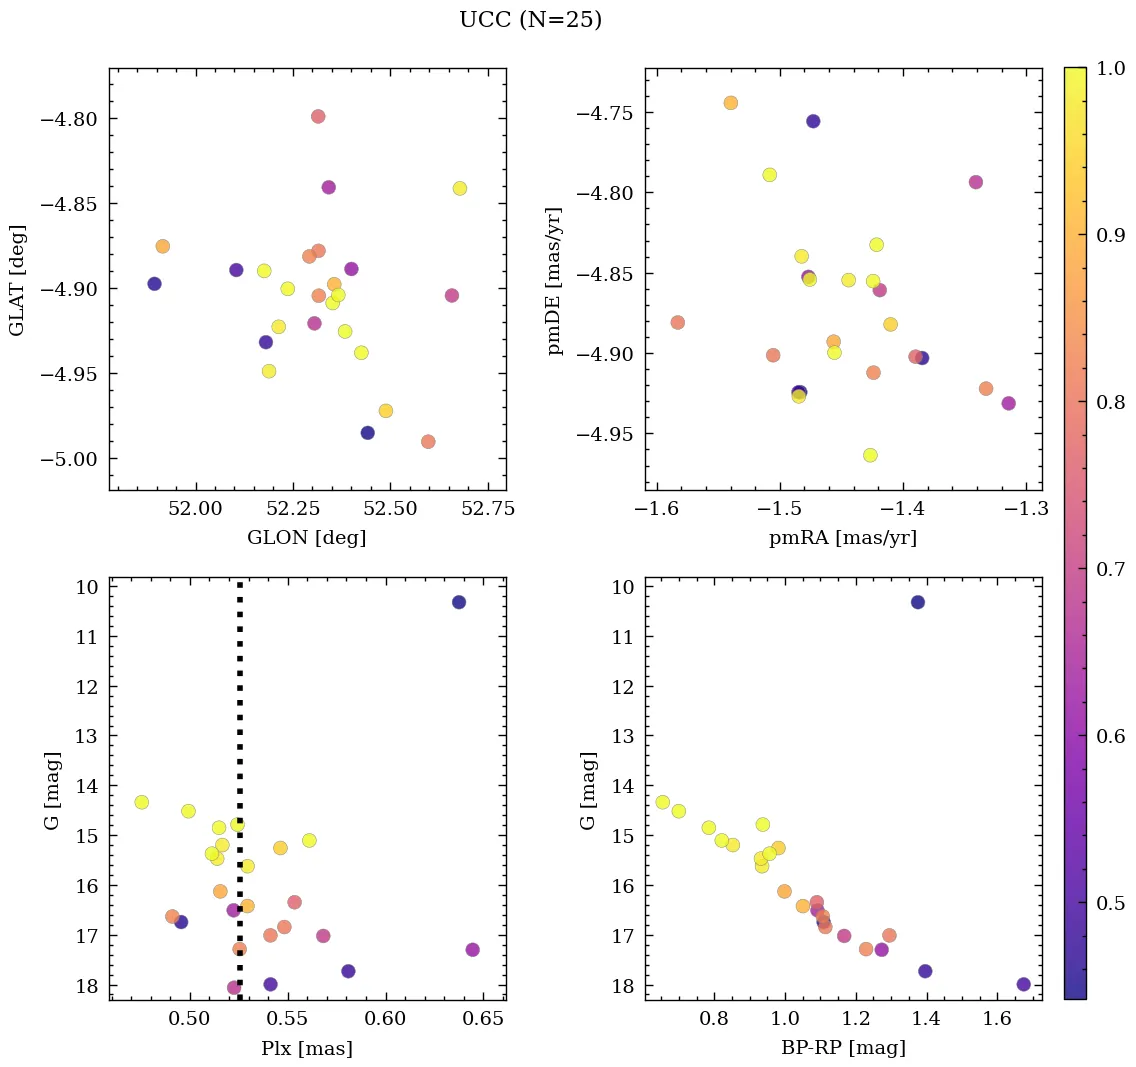 UCC (N=25)
−4.80
−4.85
−4.90
−4.95
−5.00
GLAT [deg]
52.00 52.25 52.50 52.75
GLON [deg]
−4.75
−4.80
−4.85
−4.90
−4.95
pmDE [mas/yr]
−1.6 −1.5 −1.4 −1.3
pmRA [mas/yr]
10
11
12
13
14
15
16
17
18
G [mag]
0.50 0.55 0.60 0.65
Plx [mas]
10
11
12
13
14
15
16
17
18
G [mag]
0.8 1.0 1.2 1.4 1.6
BP-RP [mag]
1.0
0.9
0.8
0.7
0.6
0.5